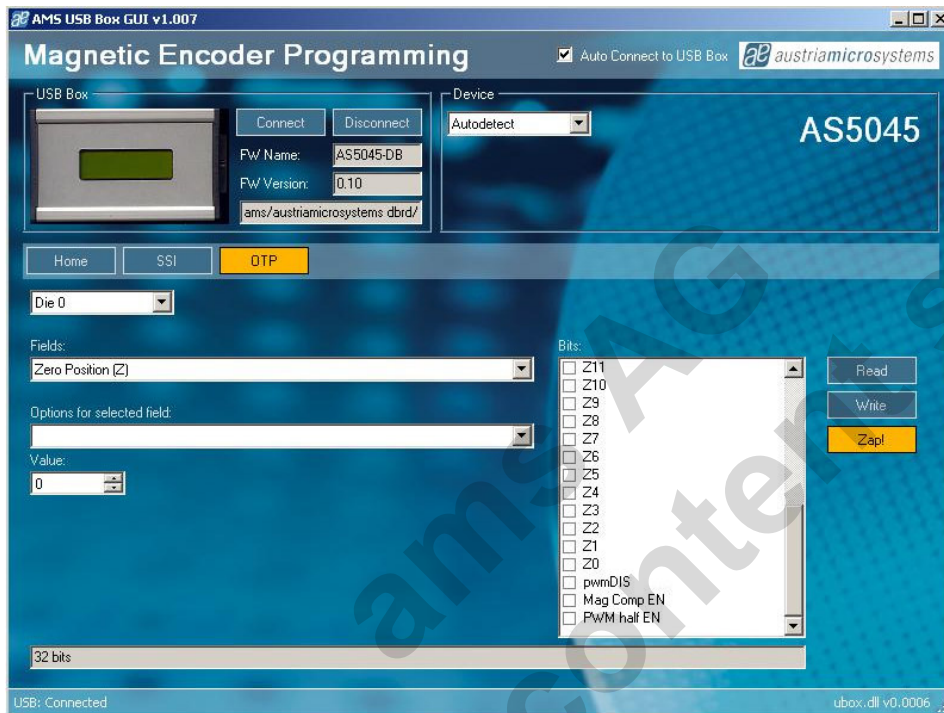 AMS USB Box GUI v1.007
Magnetic Encoder Programming
Auto Connect to USB Box
austriamicrosystems
USB Box
Connect
Disconnect
FW Name:
AS5045-DB
FW Version:
0.10
ams/austriamicrosystems dbrd/
Device
Autodetect
AS5045
Home
SSI
OTP
Die 0
Fields:
Zero Position (Z)
Options for selected field:
Value:
0
Bits:
Z11
Z10
Z9
Z8
Z7
Z6
Z5
Z4
Z3
Z2
Z1
Z0
pwmDIS
Mag Comp EN
PWM half EN
Read
Write
Zap!
32 bits
USB: Connected
ubox.dll v0.0006
ams AG
content s